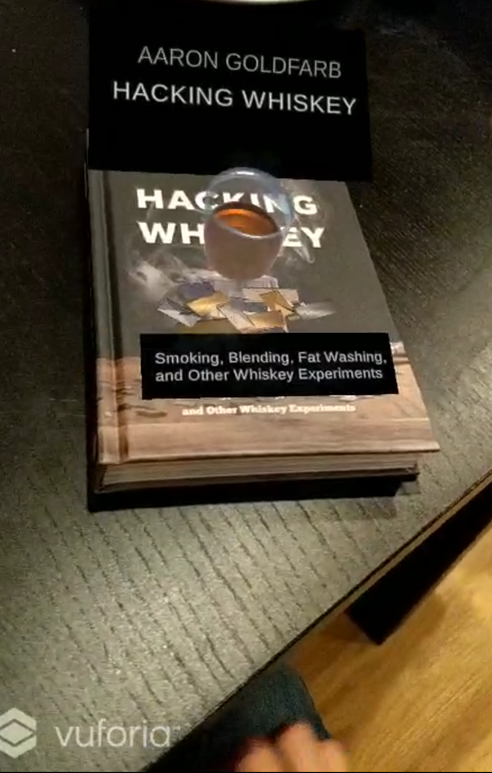 AARON GOLDFARB
HACKING WHISKEY
HACKING
WHISKEY
Smoking, Blending, Fat Washing,
and Other Whiskey Experiments
and Other Whiskey Experiments
vuforia